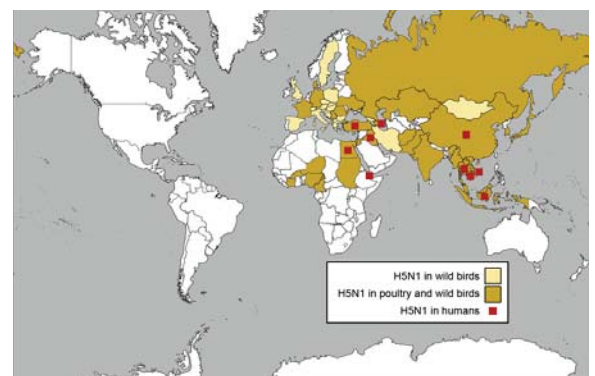 H5N1 in wild birds
H5N1 in poultry and wild birds
H5N1 in humans